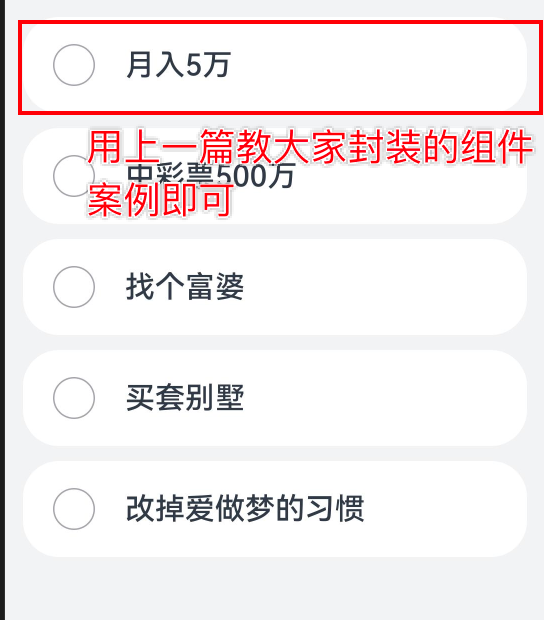 月入5万
用上一篇教大家封装的组件
案例即可
中彩票500万
找个富婆
买套别墅
改掉爱做梦的习惯